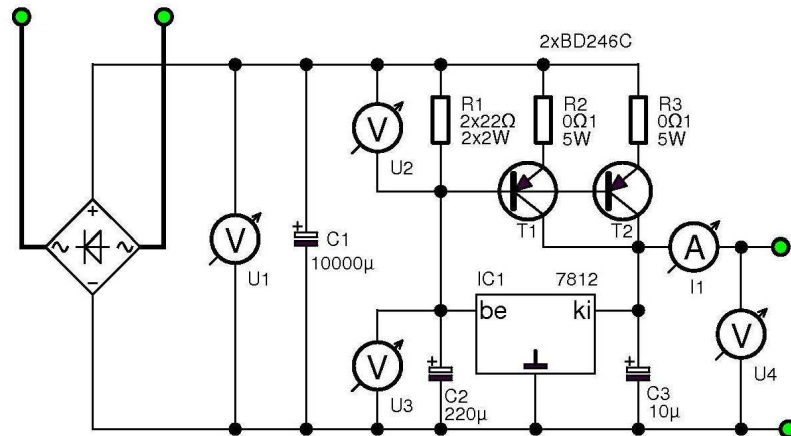 2xBD246C
R1
2x22Ω
2x2W
R2
0Ω1
5W
R3
0Ω1
5W
V
U2
T1
T2
+
~
~
−
V
U1
+
C1
10000µ
A
I1
IC1
7812
be
ki
V
U3
+
C2
220µ
+
C3
10µ
V
U4